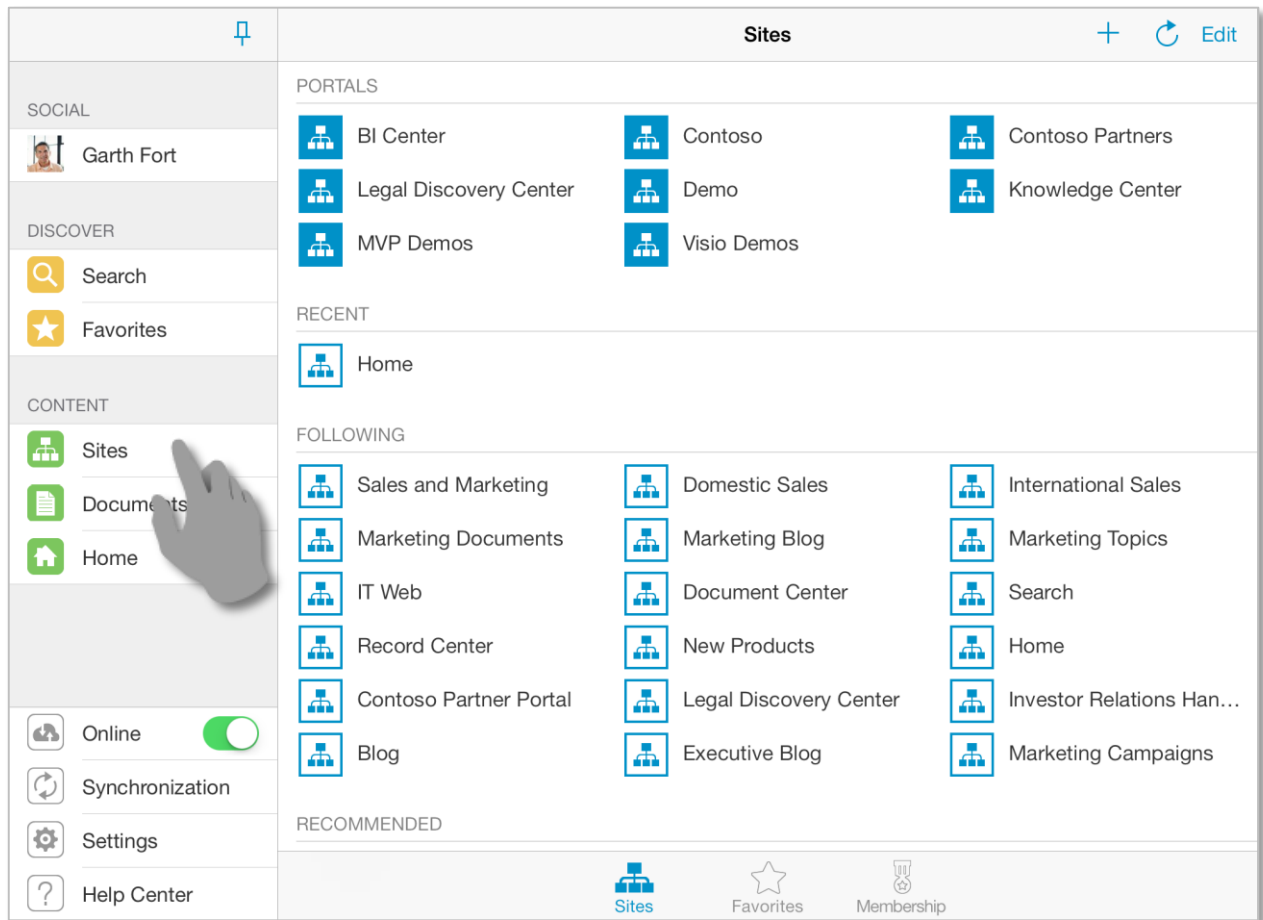 Sites
Edit
SOCIAL
Garth Fort
DISCOVER
Search
Favorites
CONTENT
Sites
Documents
Home
Online
Synchronization
Settings
Help Center
PORTALS
BI Center
Contoso
Contoso Partners
Legal Discovery Center
Demo
Knowledge Center
MVP Demos
Visio Demos
RECENT
Home
FOLLOWING
Sales and Marketing
Domestic Sales
International Sales
Marketing Documents
Marketing Blog
Marketing Topics
IT Web
Document Center
Search
Record Center
New Products
Home
Contoso Partner Portal
Legal Discovery Center
Investor Relations Han...
Blog
Executive Blog
Marketing Campaigns
RECOMMENDED
Sites
Favorites
Membership